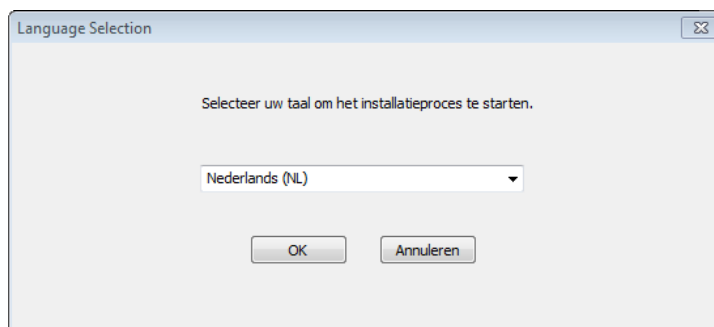 Language Selection
Selecteer uw taal om het installatieproces te starten.
Nederlands (NL)
OK Annuleren